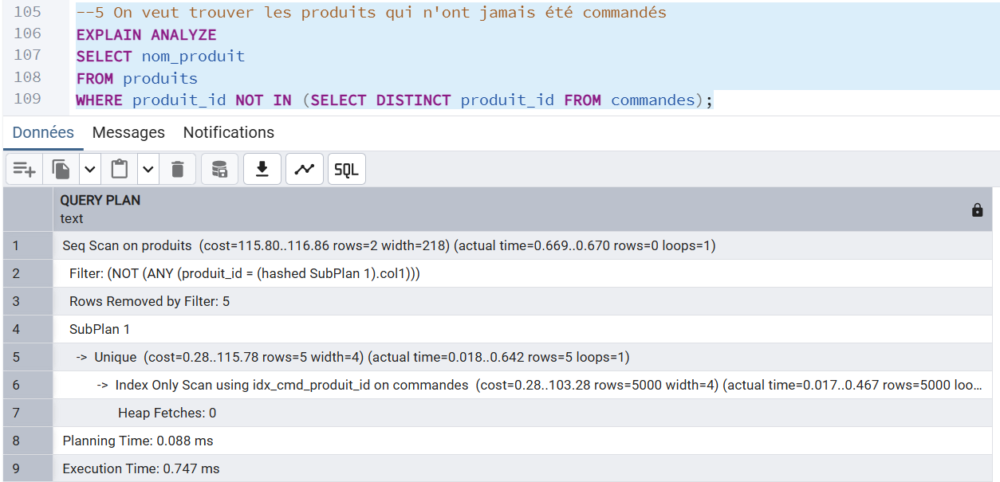 105 --5 On veut trouver les produits qui n'ont jamais été commandés
106 EXPLAIN ANALYZE
107 SELECT nom_produit
108 FROM produits
109 WHERE produit_id NOT IN (SELECT DISTINCT produit_id FROM commandes);
Données Messages Notifications
SQL
QUERY PLAN
text
1 Seq Scan on produits (cost=115.80..116.86 rows=2 width=218) (actual time=0.669..0.670 rows=0 loops=1)
2 Filter: (NOT (ANY (produit_id = (hashed SubPlan 1).col1)))
3 Rows Removed by Filter: 5
4 SubPlan 1
5 -> Unique (cost=0.28..115.78 rows=5 width=4) (actual time=0.018..0.642 rows=5 loops=1)
6 -> Index Only Scan using idx_cmd_produit_id on commandes (cost=0.28..103.28 rows=5000 width=4) (actual time=0.017..0.467 rows=5000 loo...
7 Heap Fetches: 0
8 Planning Time: 0.088 ms
9 Execution Time: 0.747 ms